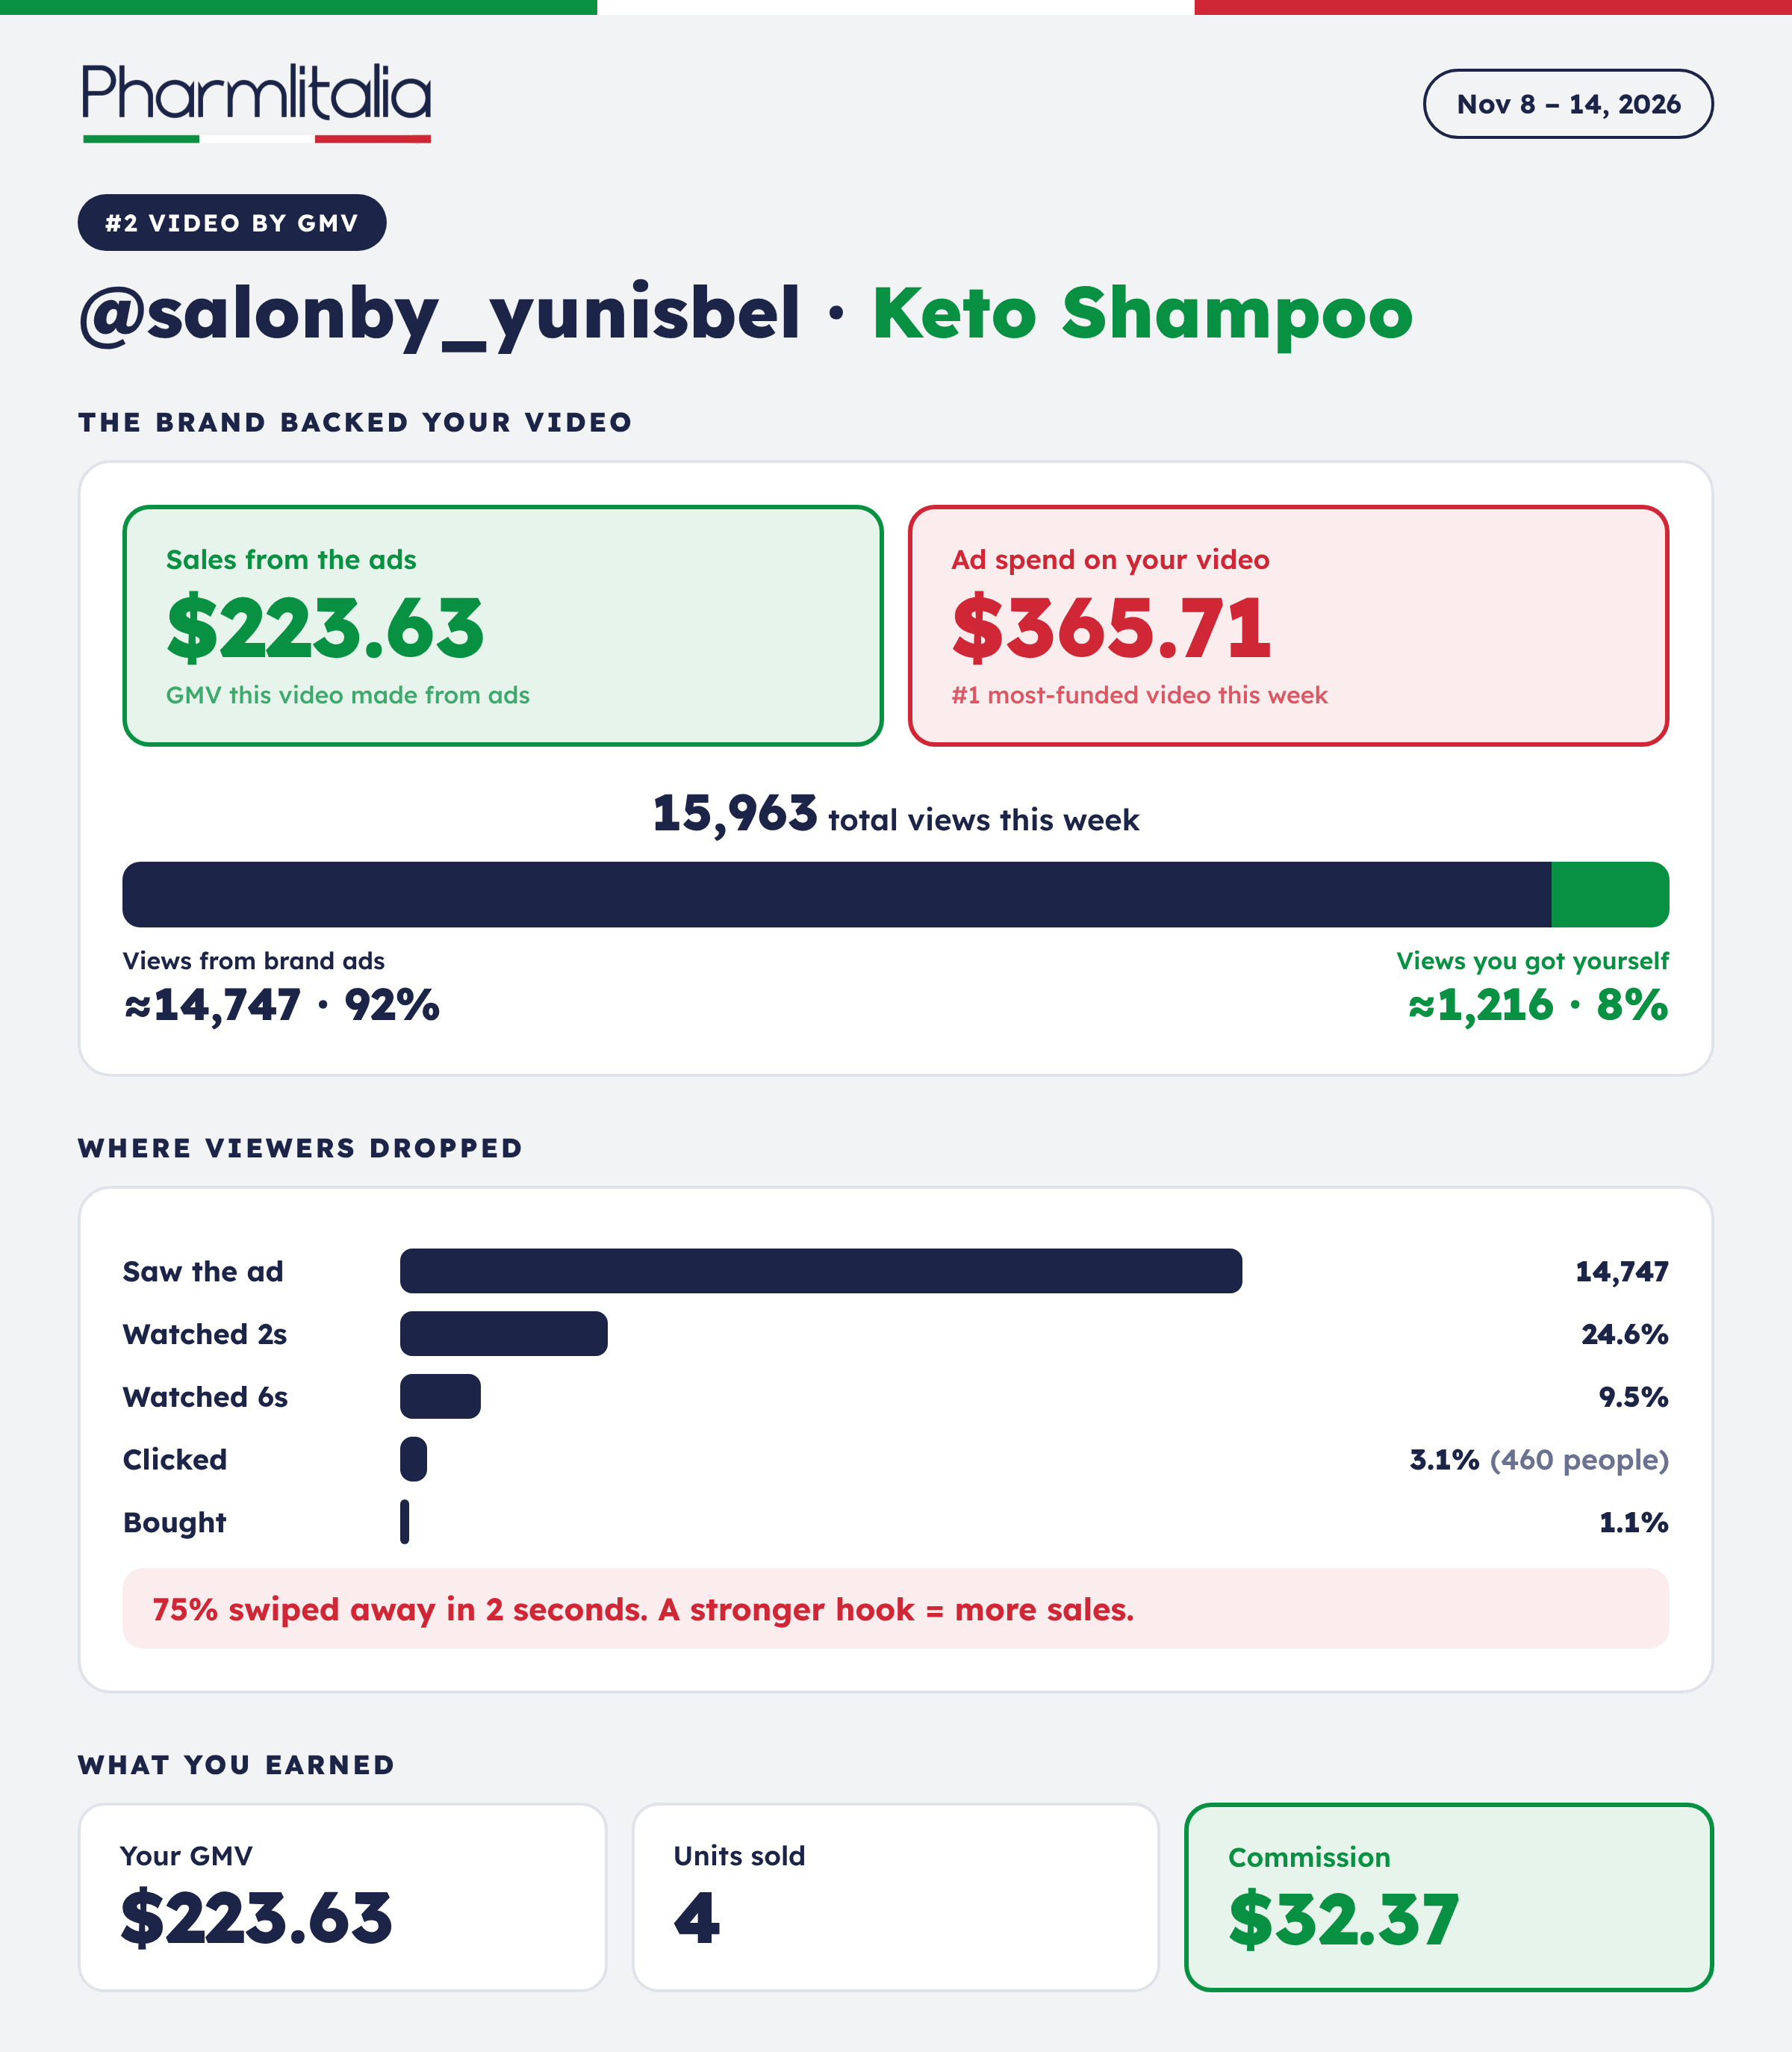 Pharmlitalia
Nov 8 – 14, 2026
#2 VIDEO BY GMV
@salonby_yunisbel · Keto Shampoo
THE BRAND BACKED YOUR VIDEO
Sales from the ads
$223.63
GMV this video made from ads
Ad spend on your video
$365.71
#1 most-funded video this week
15,963 total views this week
Views from brand ads
≈14,747 · 92%
Views you got yourself
≈1,216 · 8%
WHERE VIEWERS DROPPED
Saw the ad 14,747
Watched 2s 24.6%
Watched 6s 9.5%
Clicked 3.1% (460 people)
Bought 1.1%
75% swiped away in 2 seconds. A stronger hook = more sales.
WHAT YOU EARNED
Your GMV
$223.63
Units sold
4
Commission
$32.37